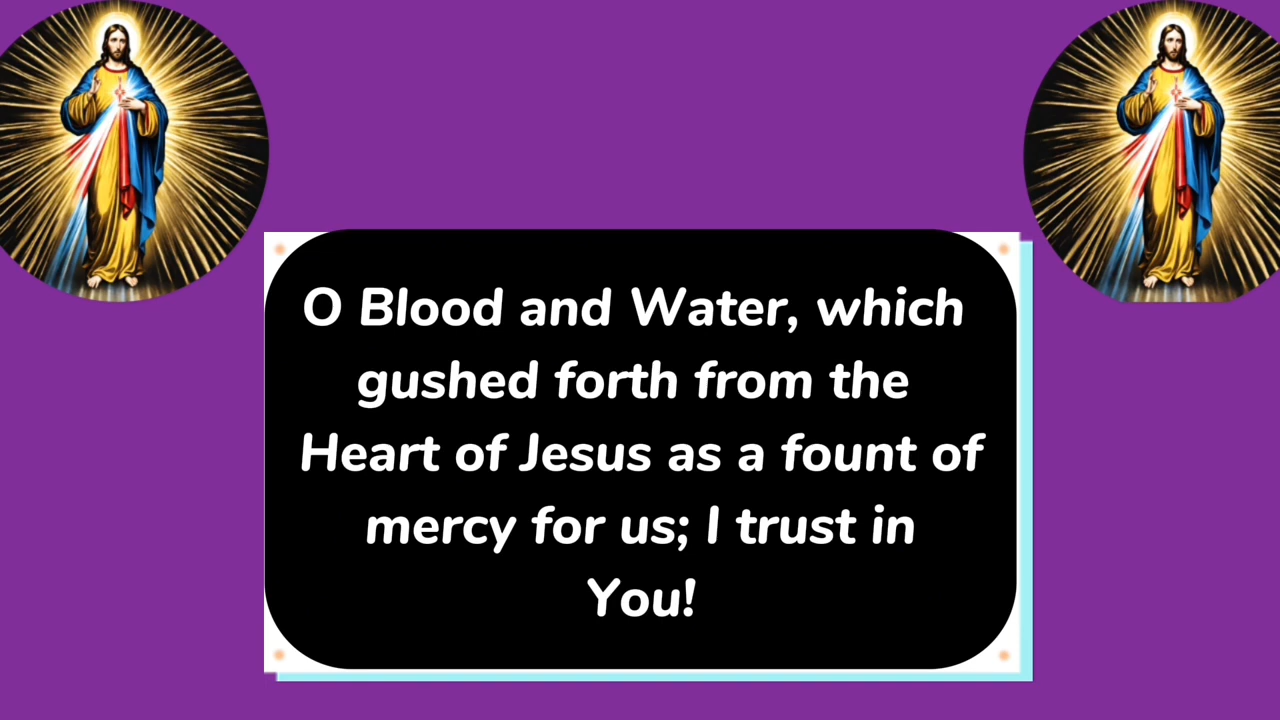 O Blood and Water, which
gushed forth from the
Heart of Jesus as a fount of
mercy for us; I trust in
You!